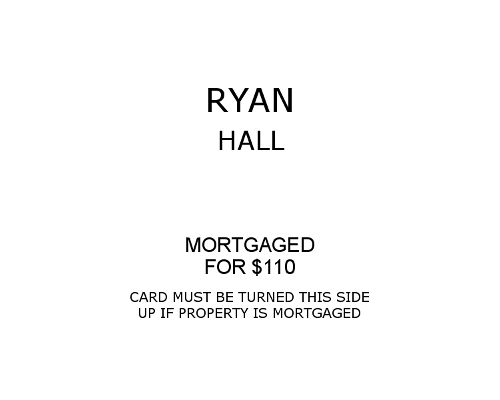 RYAN
HALL
MORTGAGED
FOR $110
CARD MUST BE TURNED THIS SIDE
UP IF PROPERTY IS MORTGAGED